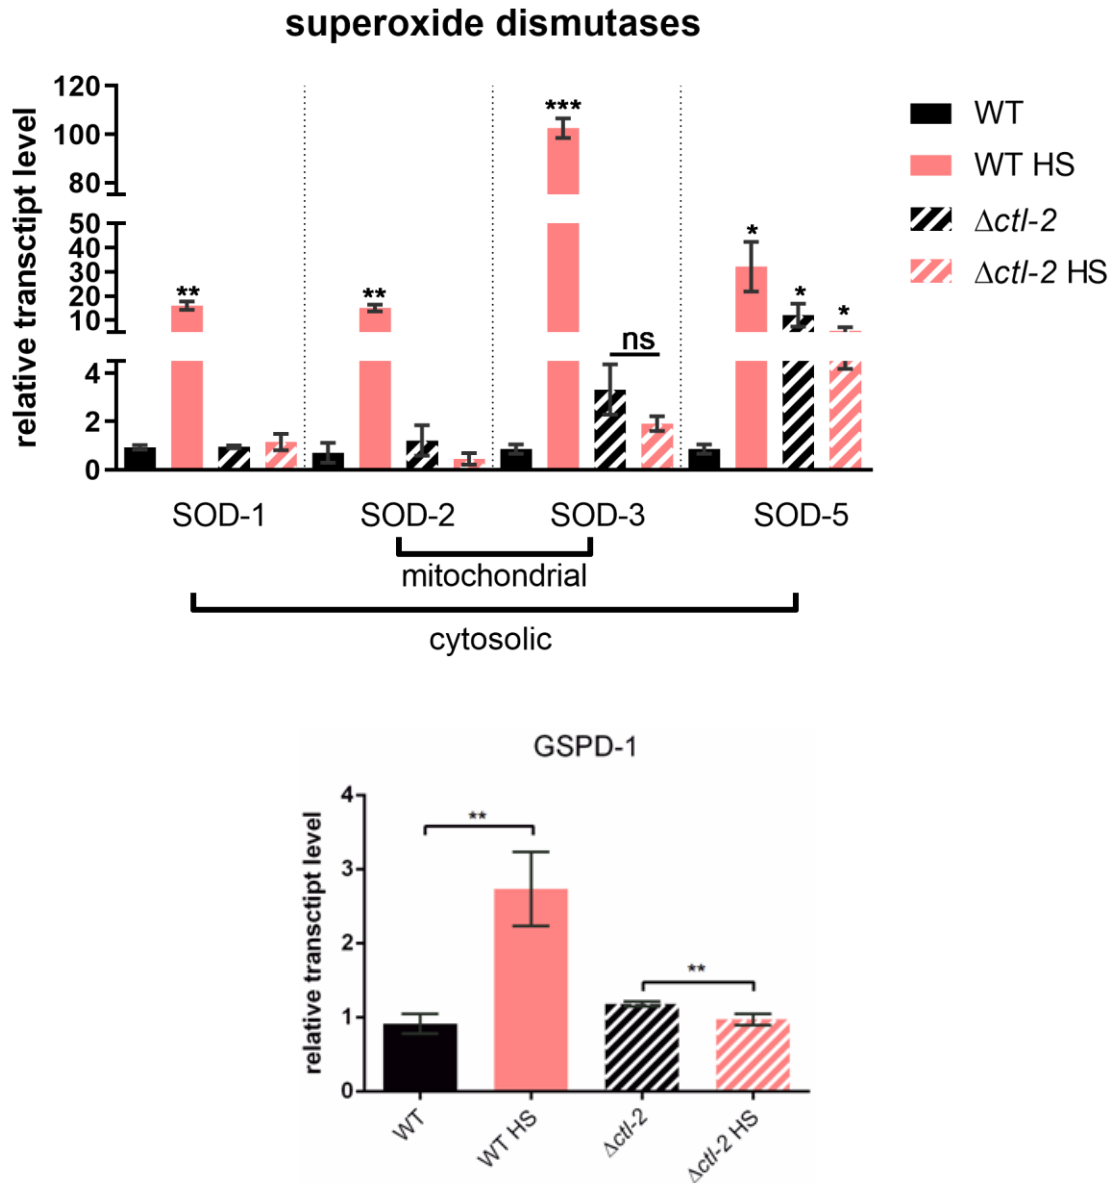 superoxide dismutases
relative transctipt level
120
100
80
50
40
30
20
10
4
2
0
**
**
***
ns
*
*
*
WT
WT HS
Δctl-2
Δctl-2 HS
SOD-1 SOD-2 SOD-3 SOD-5
mitochondrial
cytosolic
GSPD-1
relative transctipt level
4
3
2
1
0
**
**
WT WT HS Δctl-2 Δctl-2 HS